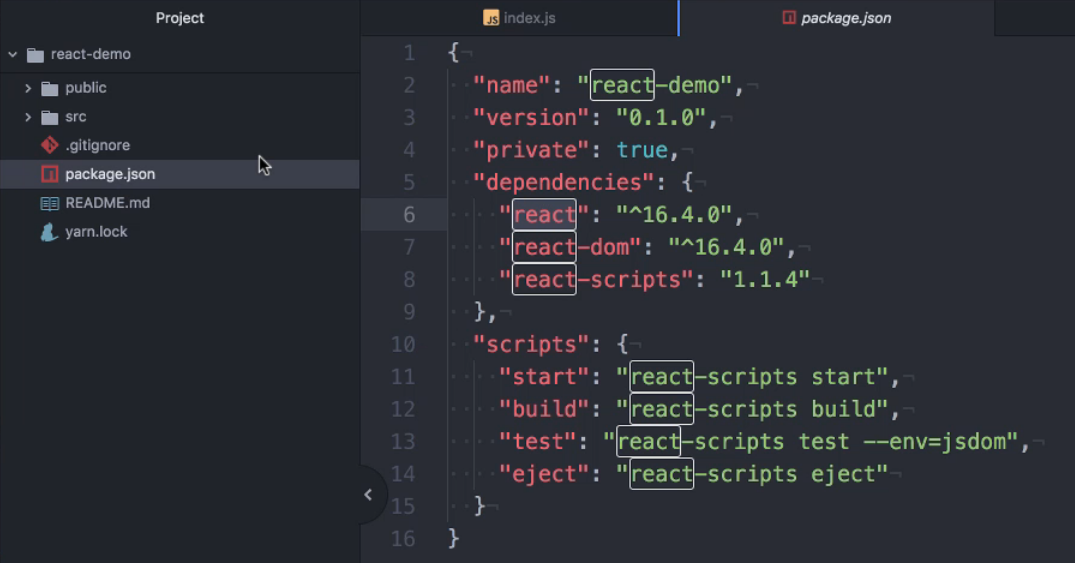 Project
react-demo
public
src
.gitignore
package.json
README.md
yarn.lock
index.js
package.json
1 {
2 "name": "react-demo",
3 "version": "0.1.0",
4 "private": true,
5 "dependencies": {
6 "react": "^16.4.0",
7 "react-dom": "^16.4.0",
8 "react-scripts": "1.1.4"
9 },
10 "scripts": {
11 "start": "react-scripts start",
12 "build": "react-scripts build",
13 "test": "react-scripts test --env=jsdom",
14 "eject": "react-scripts eject"
15 }
16 }